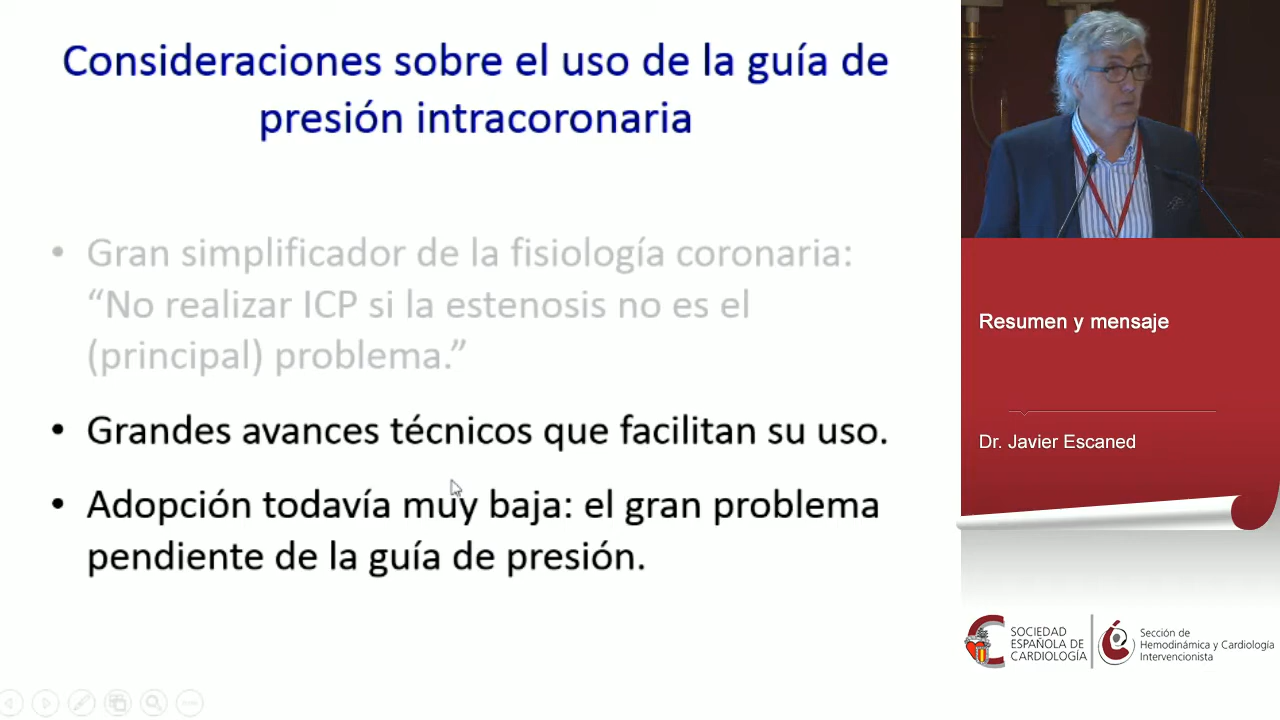 Consideraciones sobre el uso de la guía de
presión intracoronaria
• Gran simplificador de la fisiología coronaria:
“No realizar ICP si la estenosis no es el
(principal) problema.”
• Grandes avances técnicos que facilitan su uso.
• Adopción todavía muy baja: el gran problema
pendiente de la guía de presión.
Resumen y mensaje
Dr. Javier Escaned
SOCIEDAD
ESPAÑOLA DE
CARDIOLOGÍA
Sección de
Hemodinámica y Cardiología
Intervencionista